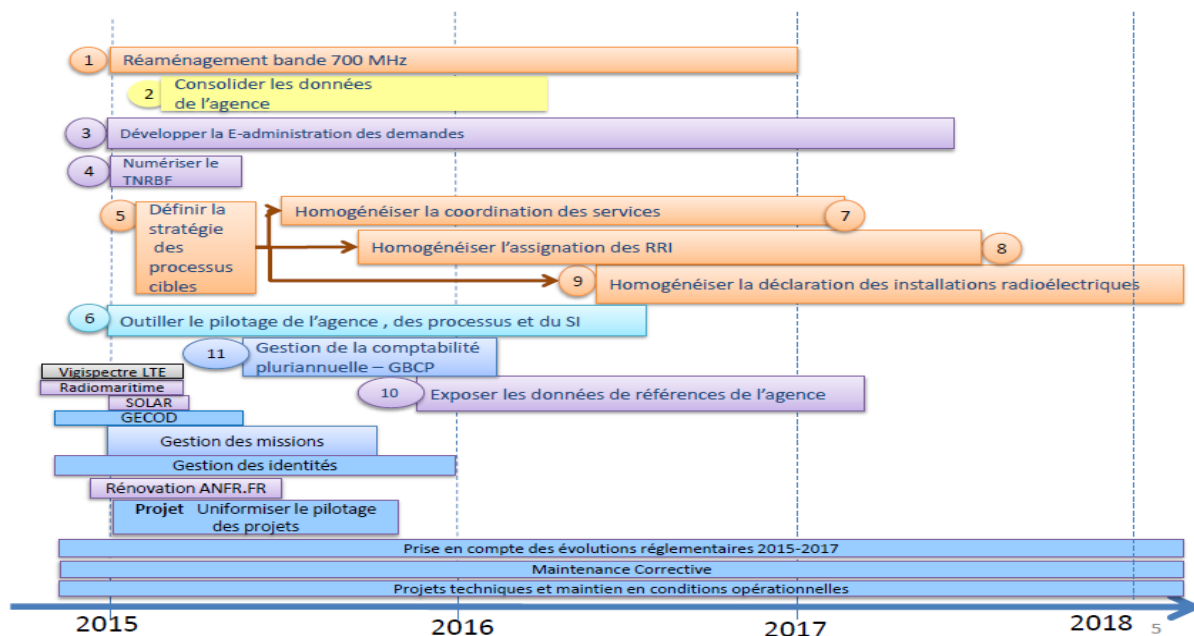 1
Réaménagement bande 700 MHz
2
Consolider les données
de l'agence
3
Développer la E-administration des demandes
4
Numériser le
TNRBF
5
Définir la
stratégie
des
processus
cibles
Homogénéiser la coordination des services
7
Homogénéiser l'assignation des RRI
8
9
Homogénéiser la déclaration des installations radioélectriques
6
Outiller le pilotage de l'agence , des processus et du SI
11
Gestion de la comptabilité
pluriannuelle – GBCP
Vigispectre LTE
Radiomaritime
10
Exposer les données de références de l'agence
SOLAR
GECOD
Gestion des missions
Gestion des identités
Rénovation ANFR.FR
Projet Uniformiser le pilotage
des projets
Prise en compte des évolutions réglementaires 2015-2017
Maintenance Corrective
Projets techniques et maintien en conditions opérationnelles
2015 2016 2017 2018 5